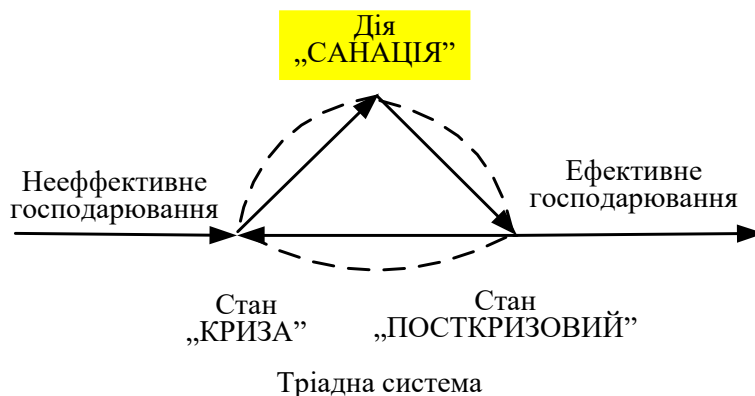 Дія
„САНАЦІЯ”
Нееффективне
господарювання
Ефективне
господарювання
Стан
„КРИЗА”
Стан
„ПОСТКРИЗОВИЙ”
Тріадна система